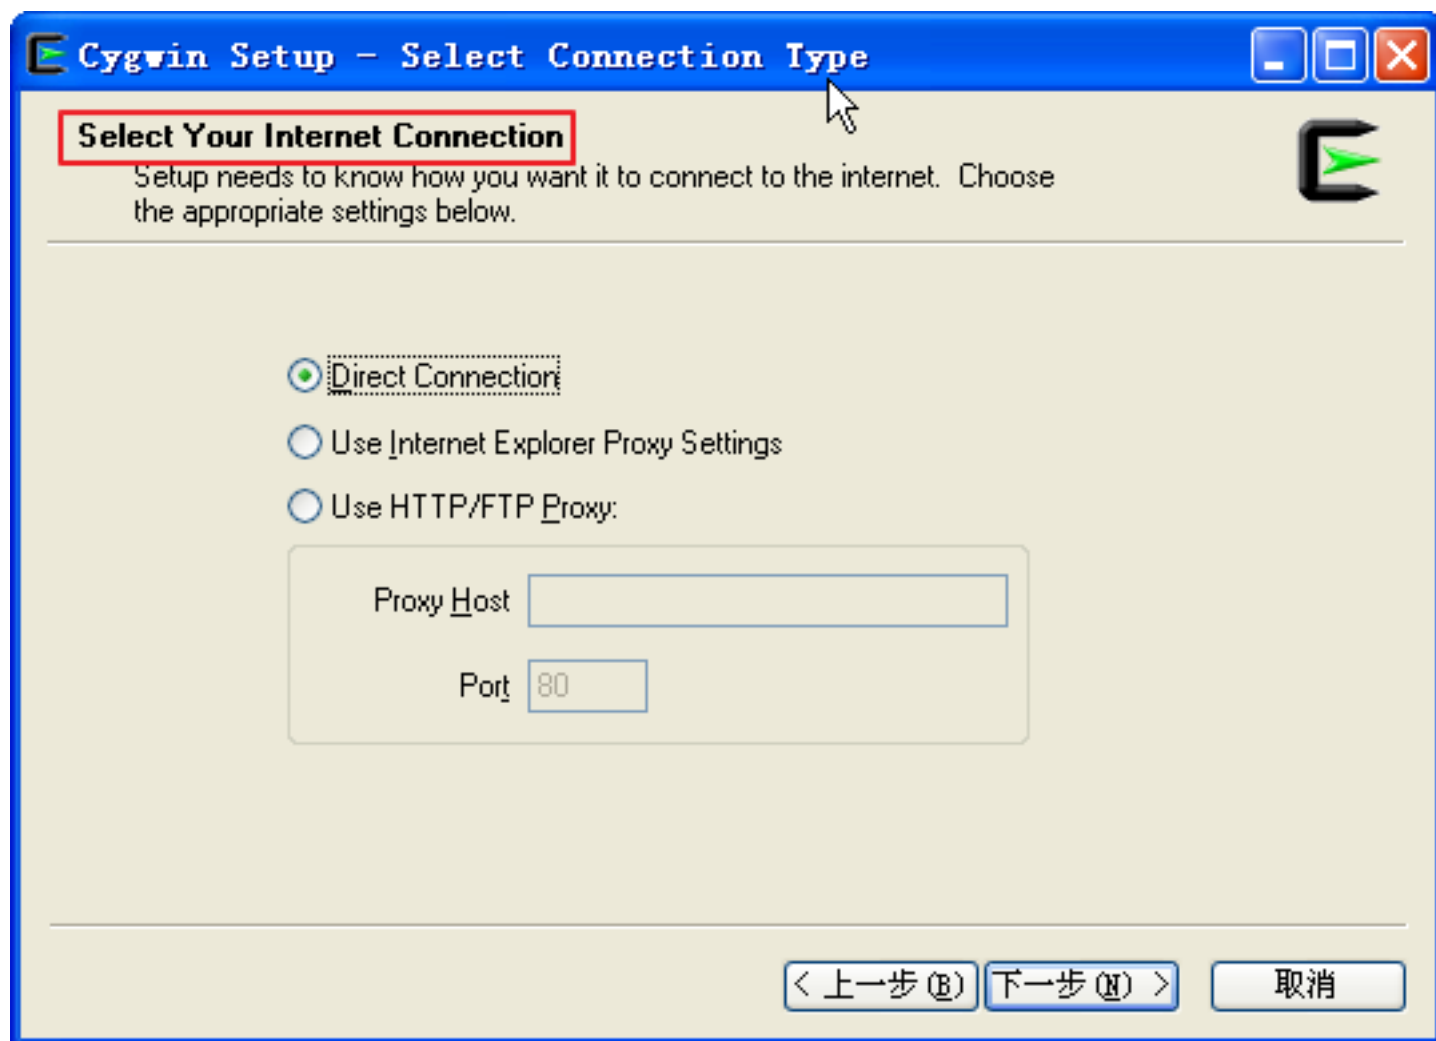 Cygwin Setup - Select Connection Type
Select Your Internet Connection
Setup needs to know how you want it to connect to the internet.  Choose
the appropriate settings below.
Direct Connection
Use Internet Explorer Proxy Settings
Use HTTP/FTP Proxy:
Proxy Host
Port 80
< 上一步(B) 下一步(N) > 取消